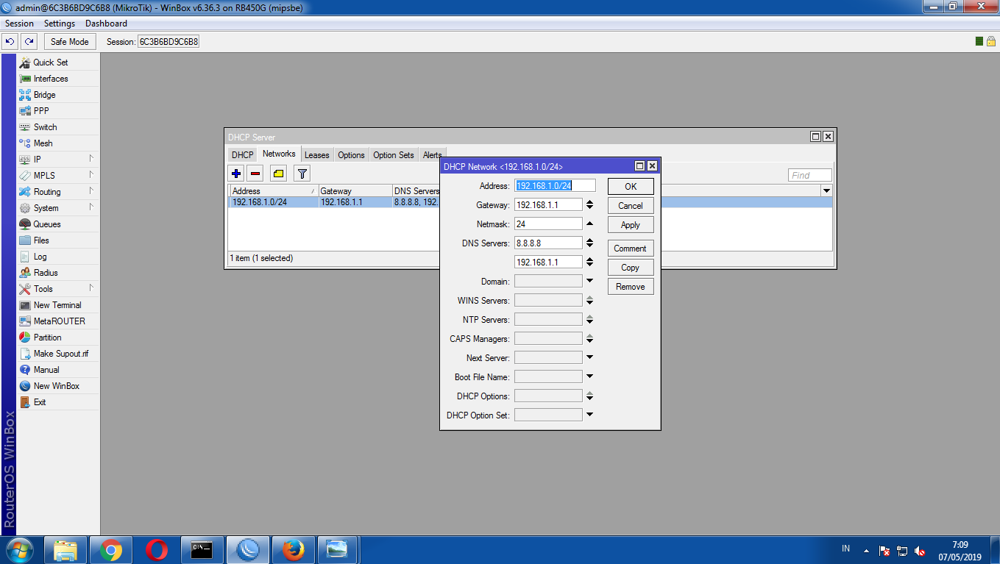 admin@6C3B6BD9C6B8 (MikroTik) - WinBox v6.36.3 on RB450G (mipsbe)
Session Settings Dashboard
Safe Mode Session: 6C3B6BD9C6B8
Quick Set
Interfaces
Bridge
PPP
Switch
Mesh
IP
MPLS
Routing
System
Queues
Files
Log
Radius
Tools
New Terminal
MetaROUTER
Partition
Make Supout.rif
Manual
New WinBox
Exit
RouterOS WinBox
DHCP Server
DHCP Networks Leases Options Option Sets Alerts
Find
Address Gateway DNS Servers
192.168.1.0/24 192.168.1.1 8.8.8.8, 192.
1 item (1 selected)
DHCP Network <192.168.1.0/24>
Address: 192.168.1.0/24 OK
Gateway: 192.168.1.1 Cancel
Netmask: 24 Apply
DNS Servers: 8.8.8.8 Comment
192.168.1.1 Copy
Domain: Remove
WINS Servers:
NTP Servers:
CAPS Managers:
Next Server:
Boot File Name:
DHCP Options:
DHCP Option Set:
C:\_
IN
7:09
07/05/2019